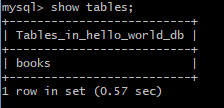 mysql> show tables;
+--------------------------+
| Tables_in_hello_world_db |
+--------------------------+
| books                    |
+--------------------------+
1 row in set (0.57 sec)